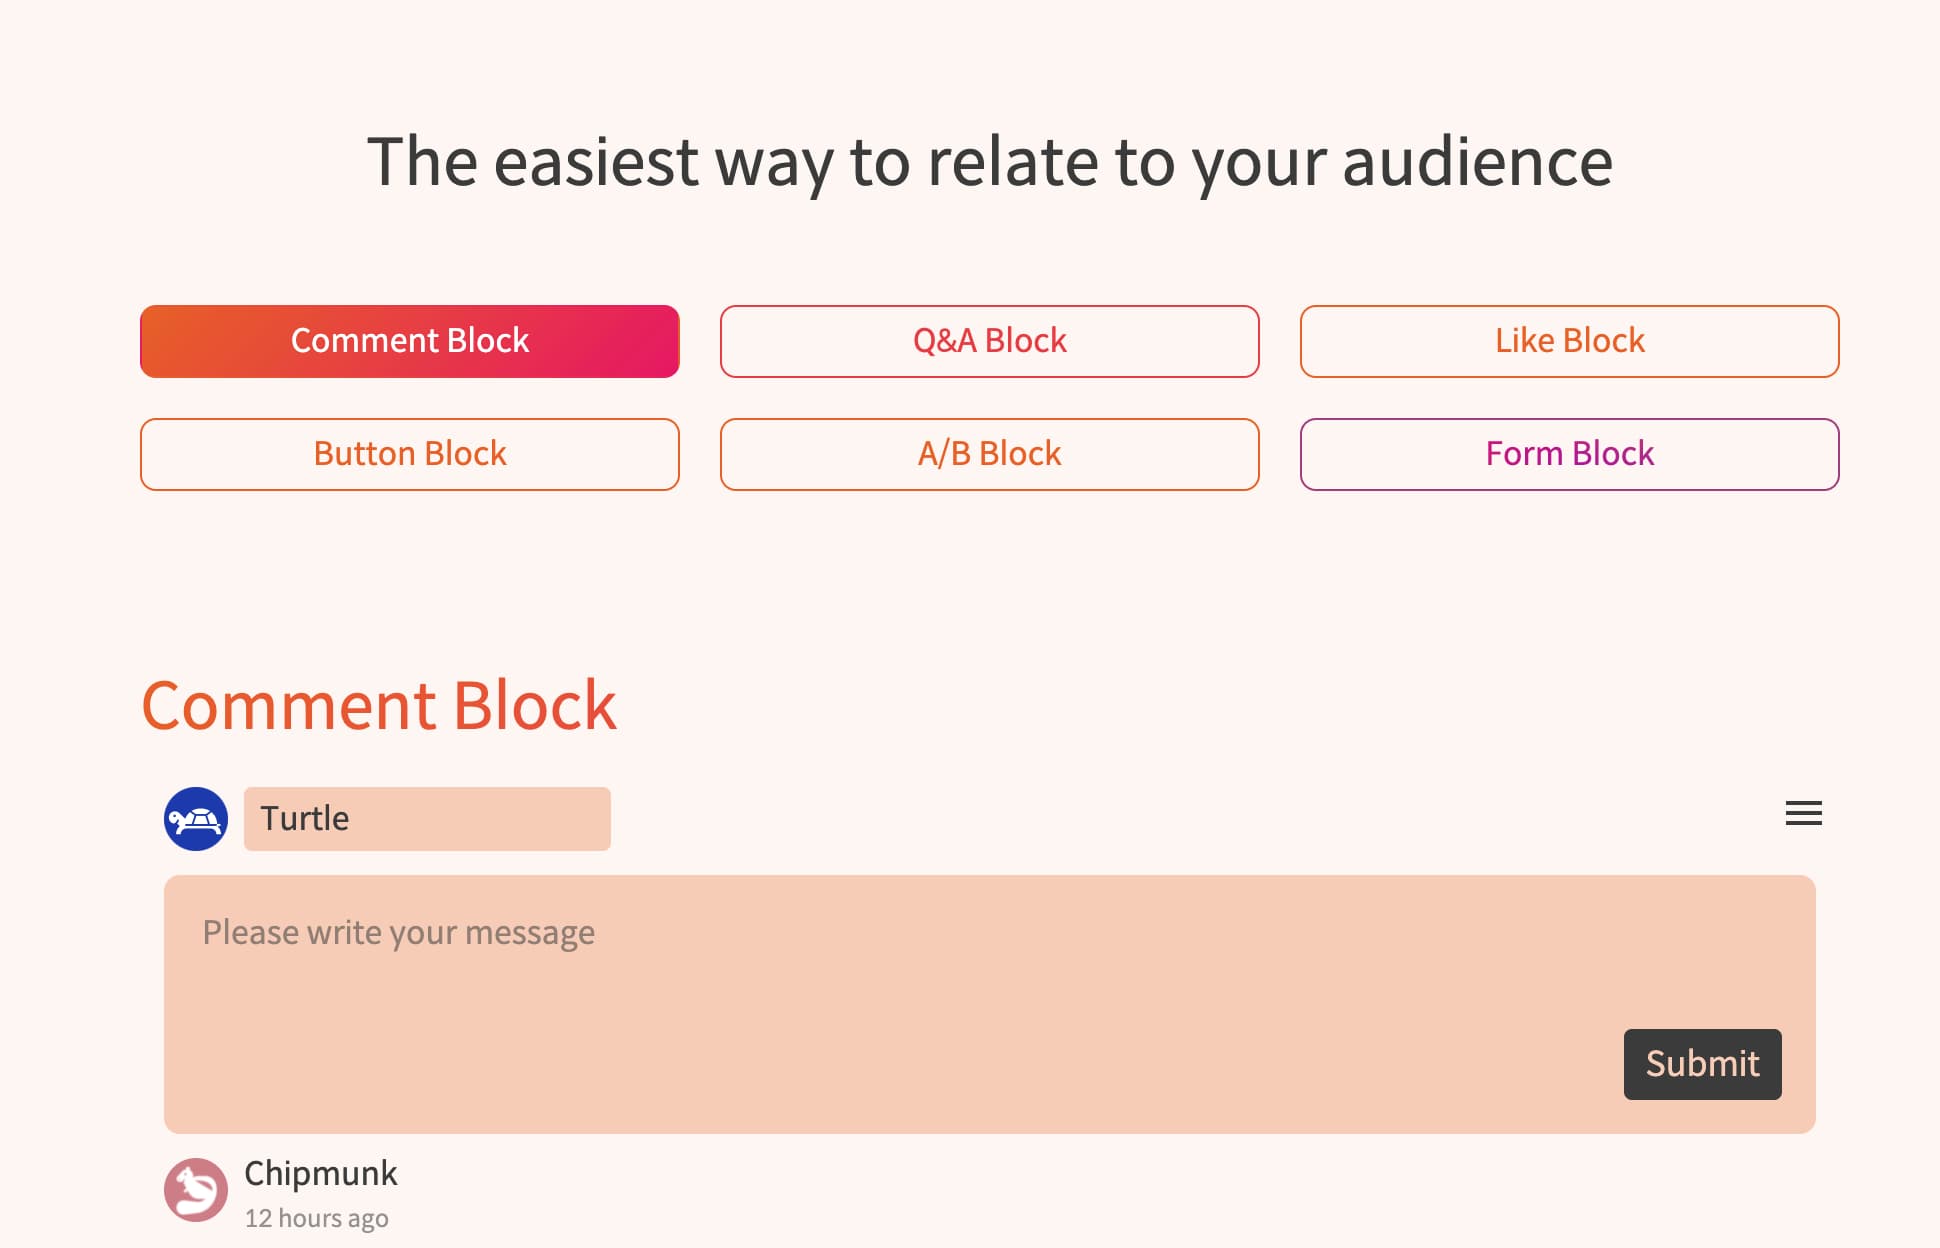 The easiest way to relate to your audience
Comment Block
Q&A Block
Like Block
Button Block
A/B Block
Form Block
Comment Block
Turtle
Please write your message
Submit
Chipmunk
12 hours ago